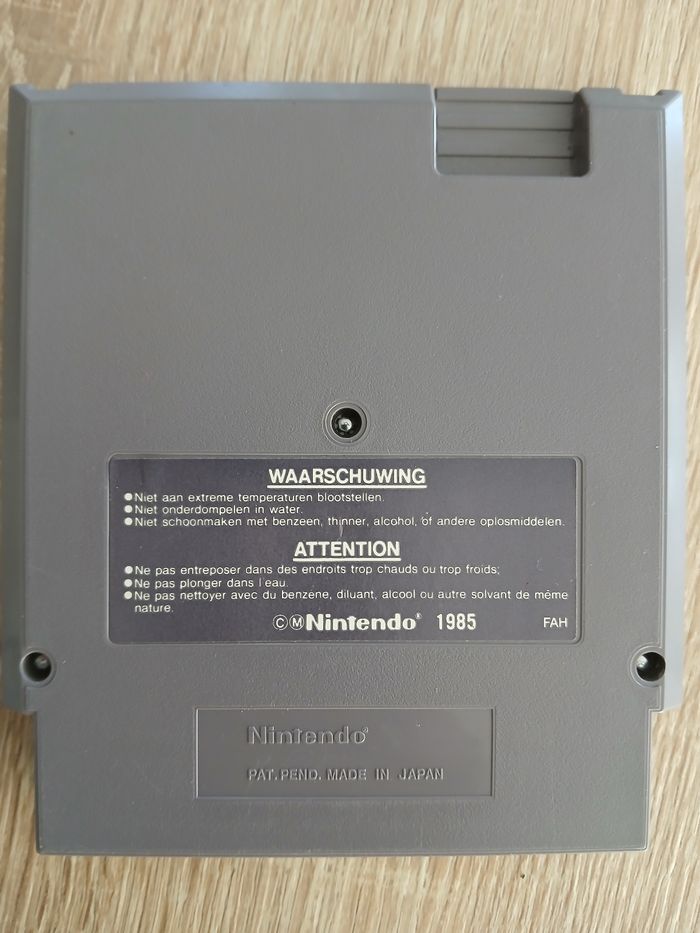 WAARSCHUWING
●Niet aan extreme temperaturen blootstellen.
●Niet onderdompelen in water.
●Niet schoonmaken met benzeen, thinner, alcohol, of andere oplosmiddelen.
ATTENTION
●Ne pas entreposer dans des endroits trop chauds ou trop froids;
●Ne pas plonger dans l'eau.
●Ne pas nettoyer avec du benzène, diluant, alcool ou autre solvant de même
nature.
ⒸⓂNintendo® 1985 FAH
Nintendo®
PAT. PEND. MADE IN JAPAN